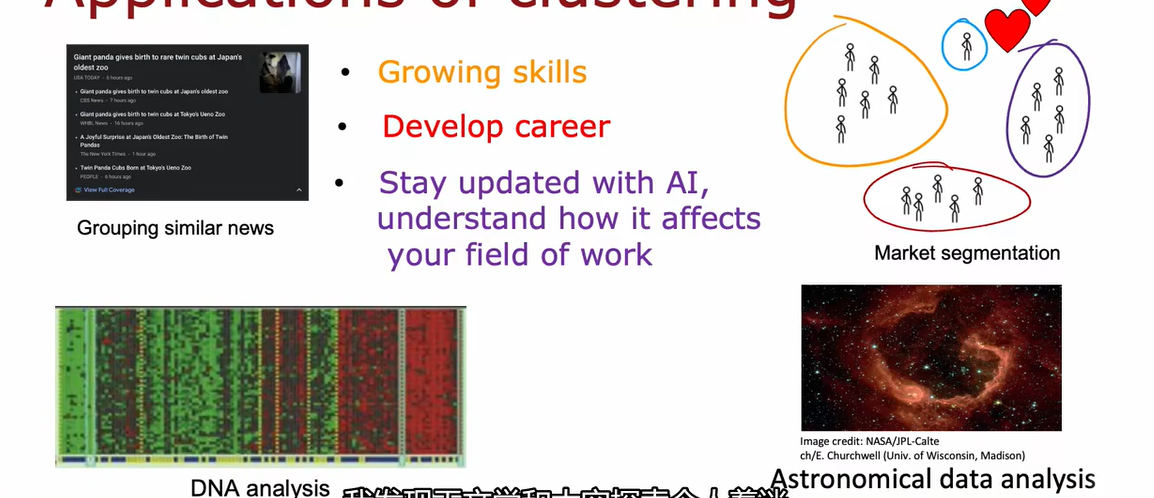 Applications of clustering
Giant panda gives birth to rare twin cubs at Japan's
oldest zoo
USA TODAY · 6 hours ago
• Giant panda gives birth to twin cubs at Japan's oldest zoo
CBS News · 7 hours ago
• Giant panda gives birth to twin cubs at Tokyo's Ueno Zoo
WHBL News · 16 hours ago
• A Joyful Surprise at Japan's Oldest Zoo: The Birth of Twin
Pandas
The New York Times · 1 hour ago
• Twin Panda Cubs Born at Tokyo's Ueno Zoo
PEOPLE · 6 hours ago
View Full Coverage
Grouping similar news
• Growing skills
• Develop career
• Stay updated with AI,
understand how it affects
your field of work
Market segmentation
DNA analysis
Image credit: NASA/JPL-Calte
ch/E. Churchwell (Univ. of Wisconsin, Madison)
Astronomical data analysis